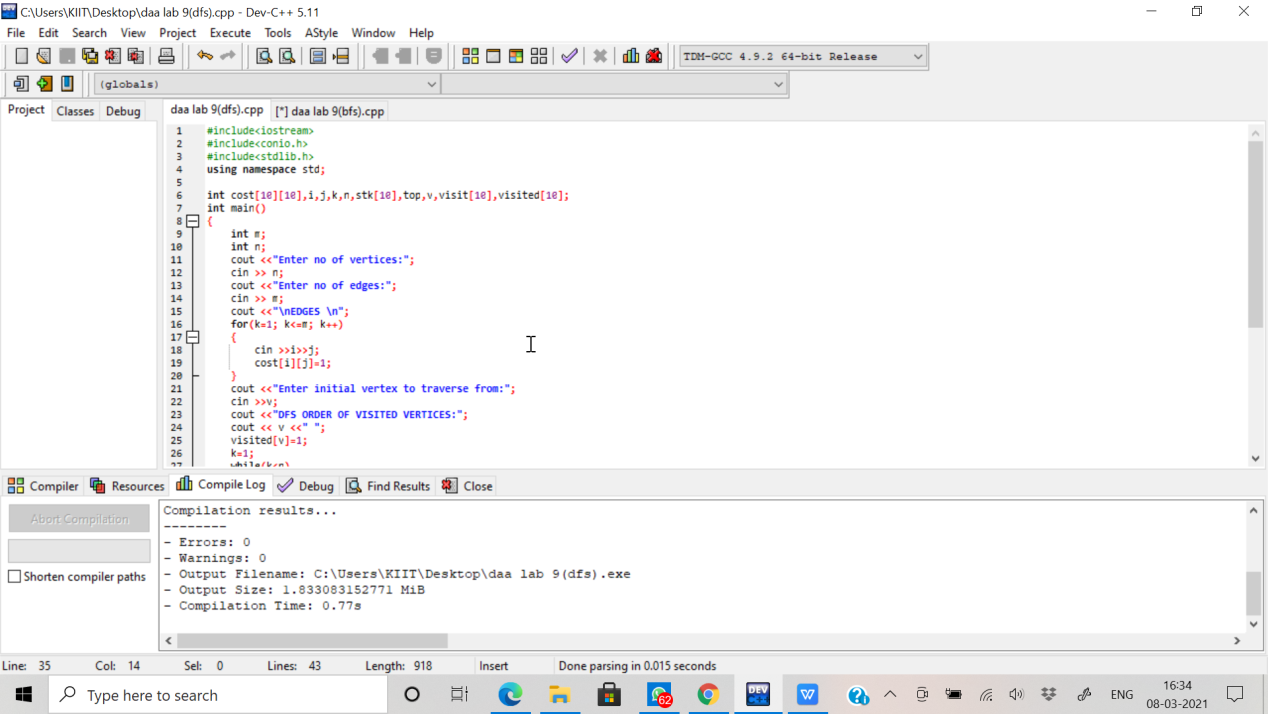 C:\Users\KIIT\Desktop\daa lab 9(dfs).cpp - Dev-C++ 5.11
File Edit Search View Project Execute Tools AStyle Window Help
TDM-GCC 4.9.2 64-bit Release
(globals)
Project Classes Debug
daa lab 9(dfs).cpp [*] daa lab 9(bfs).cpp
1 #include<iostream>
2 #include<conio.h>
3 #include<stdlib.h>
4 using namespace std;
5
6 int cost[10][10],i,j,k,n,stk[10],top,v,visit[10],visited[10];
7 int main()
8 {
9 int m;
10 int n;
11 cout <<"Enter no of vertices:";
12 cin >> n;
13 cout <<"Enter no of edges:";
14 cin >> m;
15 cout <<"\nEDGES \n";
16 for(k=1; k<=m; k++)
17 {
18 cin >>i>>j;
19 cost[i][j]=1;
20 }
21 cout <<"Enter initial vertex to traverse from:";
22 cin >>v;
23 cout <<"DFS ORDER OF VISITED VERTICES:";
24 cout << v <<" ";
25 visited[v]=1;
26 k=1;
27 while(k<n)
Compiler Resources Compile Log Debug Find Results Close
Abort Compilation
Shorten compiler paths
Compilation results...
--------
- Errors: 0
- Warnings: 0
- Output Filename: C:\Users\KIIT\Desktop\daa lab 9(dfs).exe
- Output Size: 1.833083152771 MiB
- Compilation Time: 0.77s
Line: 35 Col: 14 Sel: 0 Lines: 43 Length: 918 Insert Done parsing in 0.015 seconds
Type here to search
62
DEV
W
ENG
16:34
08-03-2021